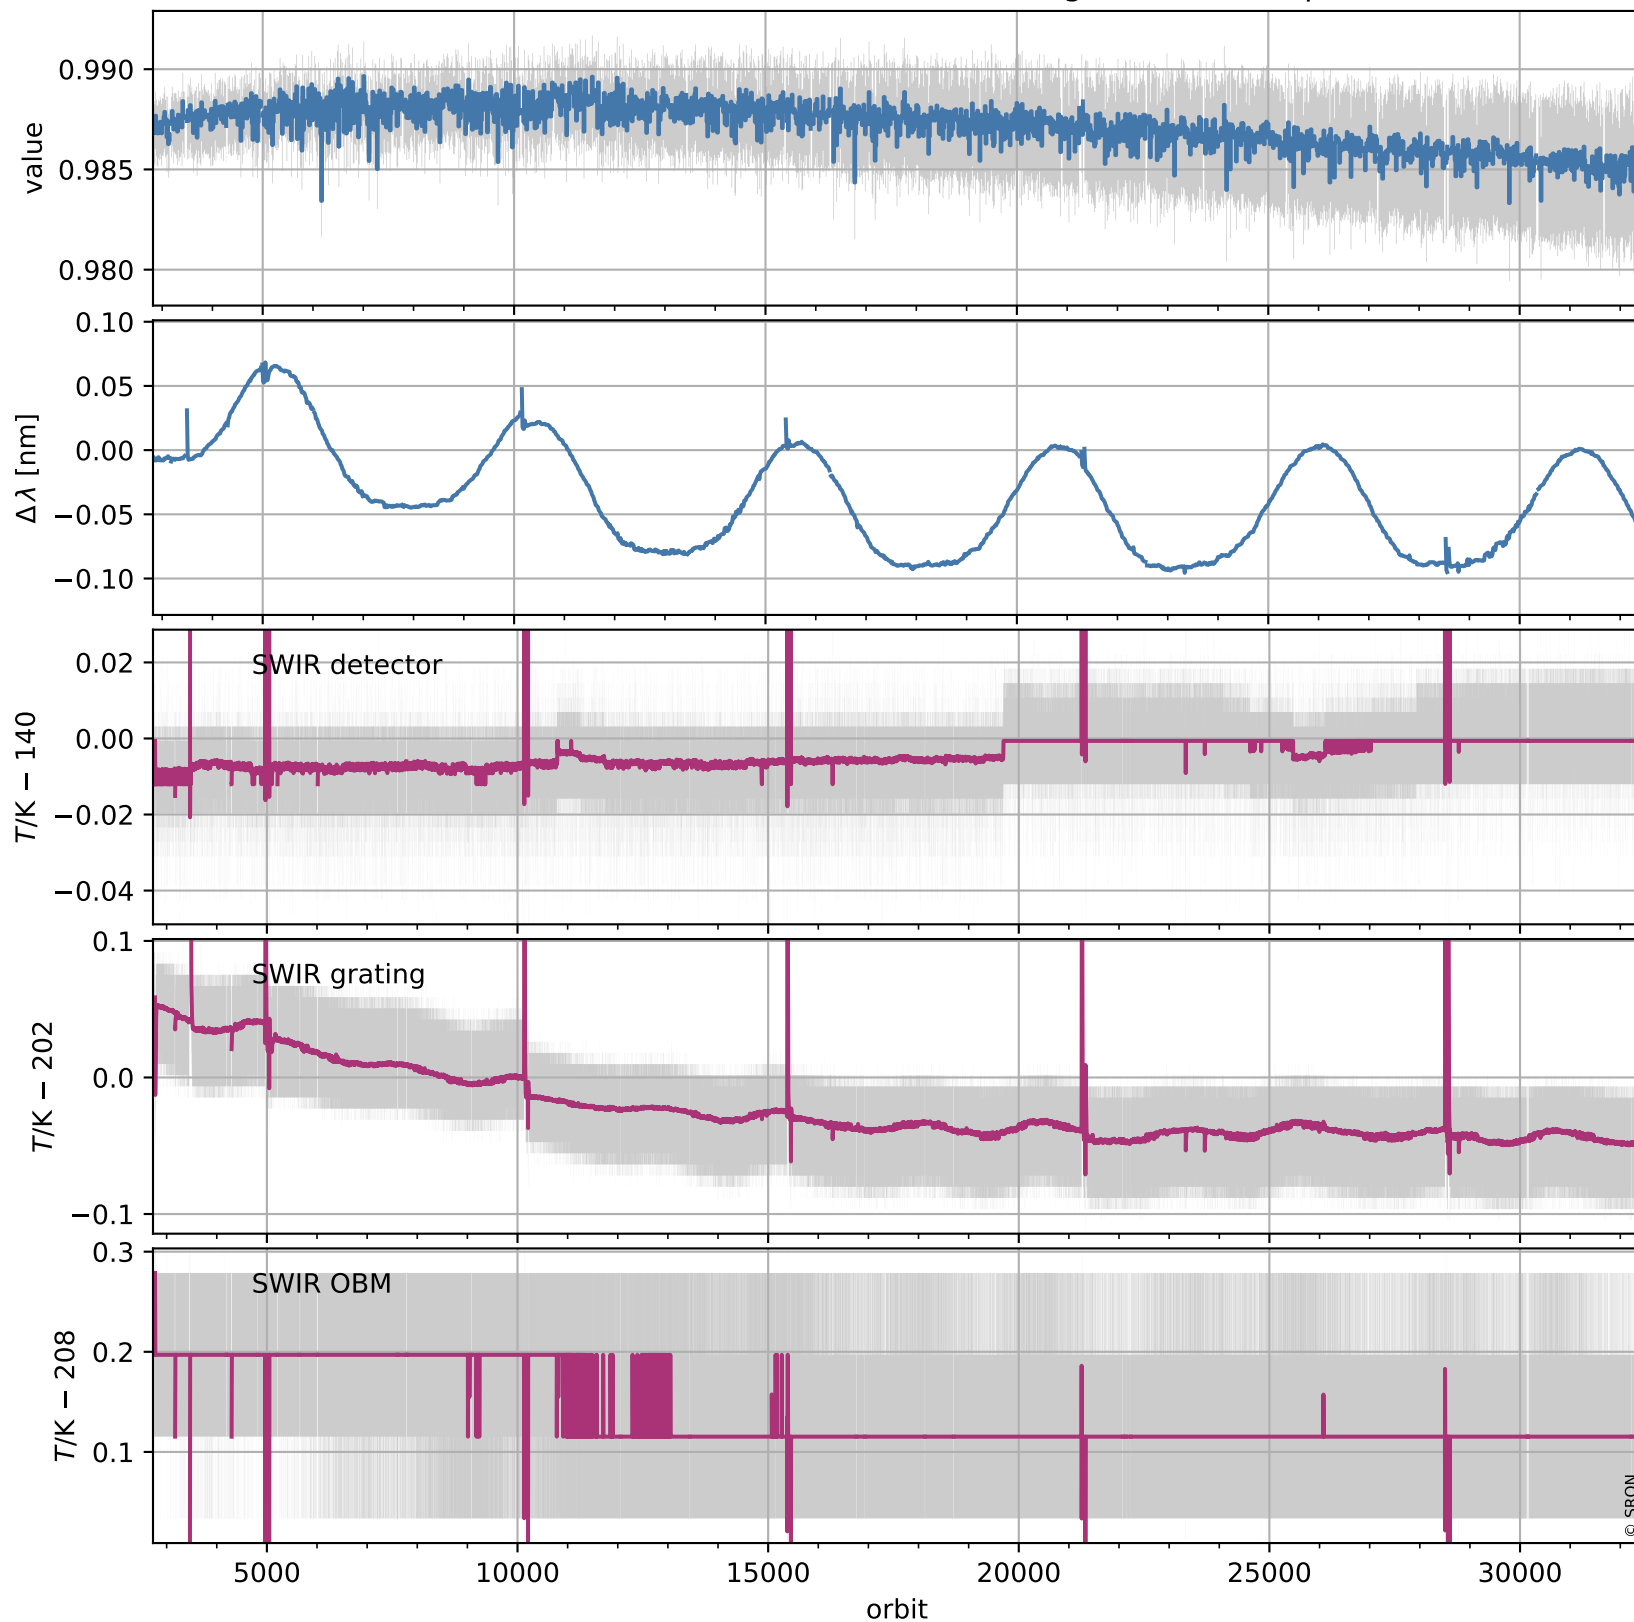 value
0.990
0.985
0.980
Δλ [nm]
0.10
0.05
0.00
−0.05
−0.10
SWIR detector
T/K − 140
0.02
0.00
−0.02
−0.04
SWIR grating
T/K − 202
0.1
0.0
−0.1
SWIR OBM
T/K − 208
0.3
0.2
0.1
© SRON
5000 10000 15000 20000 25000 30000
orbit